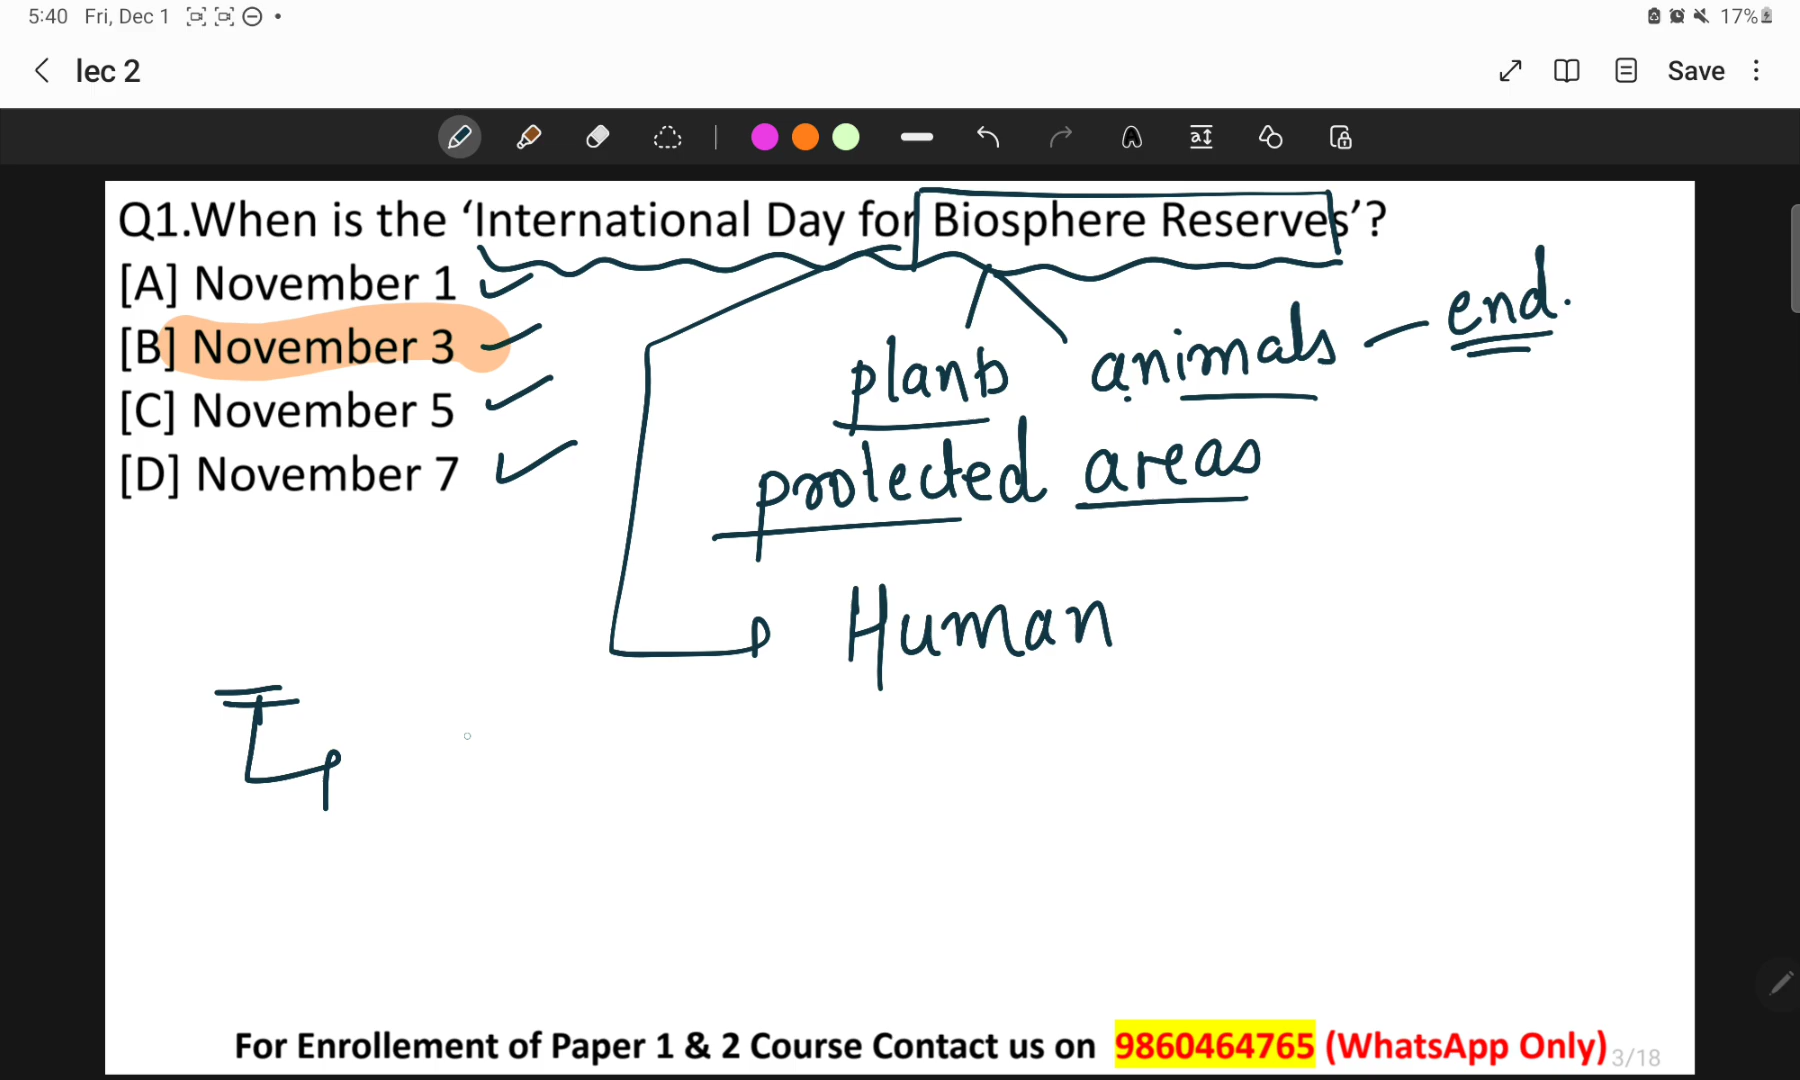 5:40 Fri, Dec 1
17%
lec 2
Save
Q1.When is the ‘International Day for Biosphere Reserves’?
[A] November 1
[B] November 3
[C] November 5
[D] November 7
end.
plants animals
protected areas
Human
For Enrollement of Paper 1 & 2 Course Contact us on 9860464765 (WhatsApp Only)
3/18